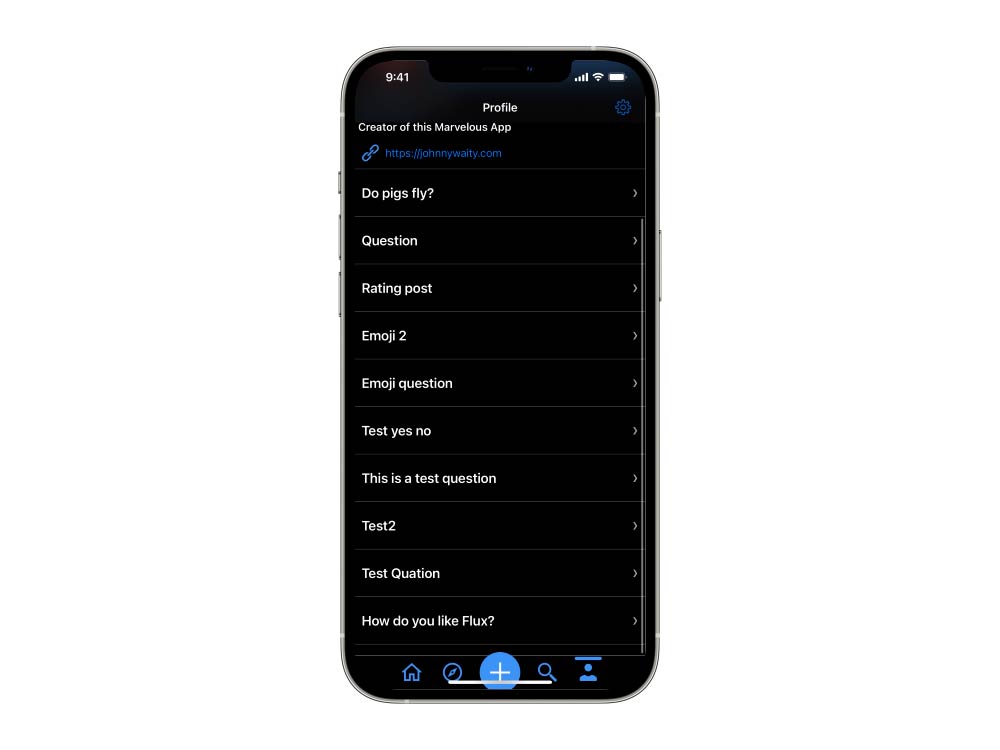 9:41
Profile
Creator of this Marvelous App
https://johnnywaity.com
Do pigs fly?
Question
Rating post
Emoji 2
Emoji question
Test yes no
This is a test question
Test2
Test Quation
How do you like Flux?